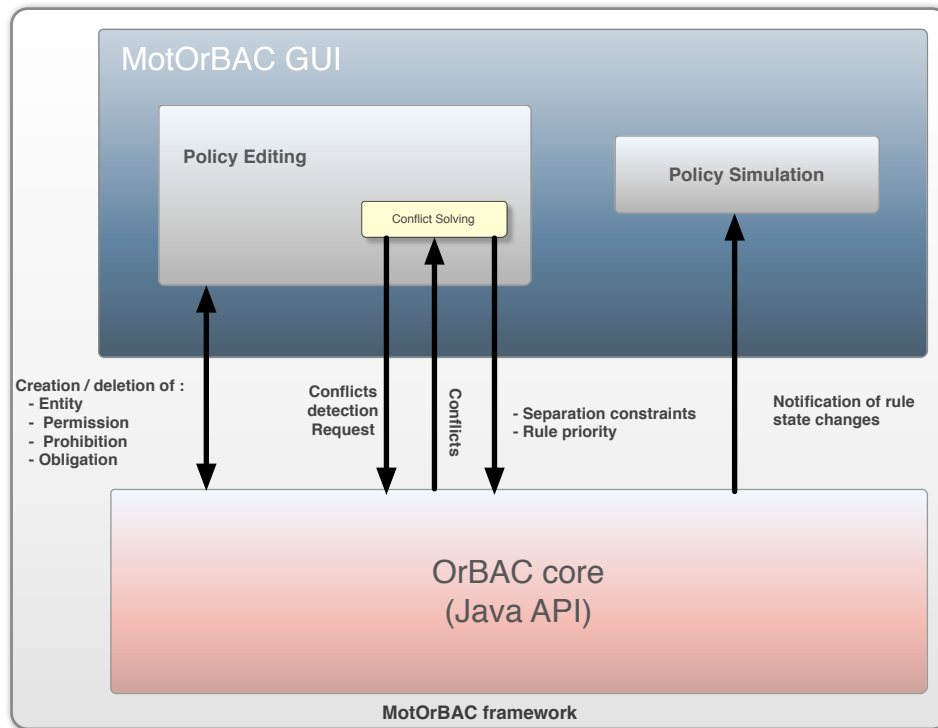 MotOrBAC GUI
Policy Editing
Conflict Solving
Policy Simulation
Creation / deletion of :
- Entity
- Permission
- Prohibition
- Obligation
Conflicts
detection
Request
Conflicts
- Separation constraints
- Rule priority
Notification of rule
state changes
OrBAC core
(Java API)
MotOrBAC framework